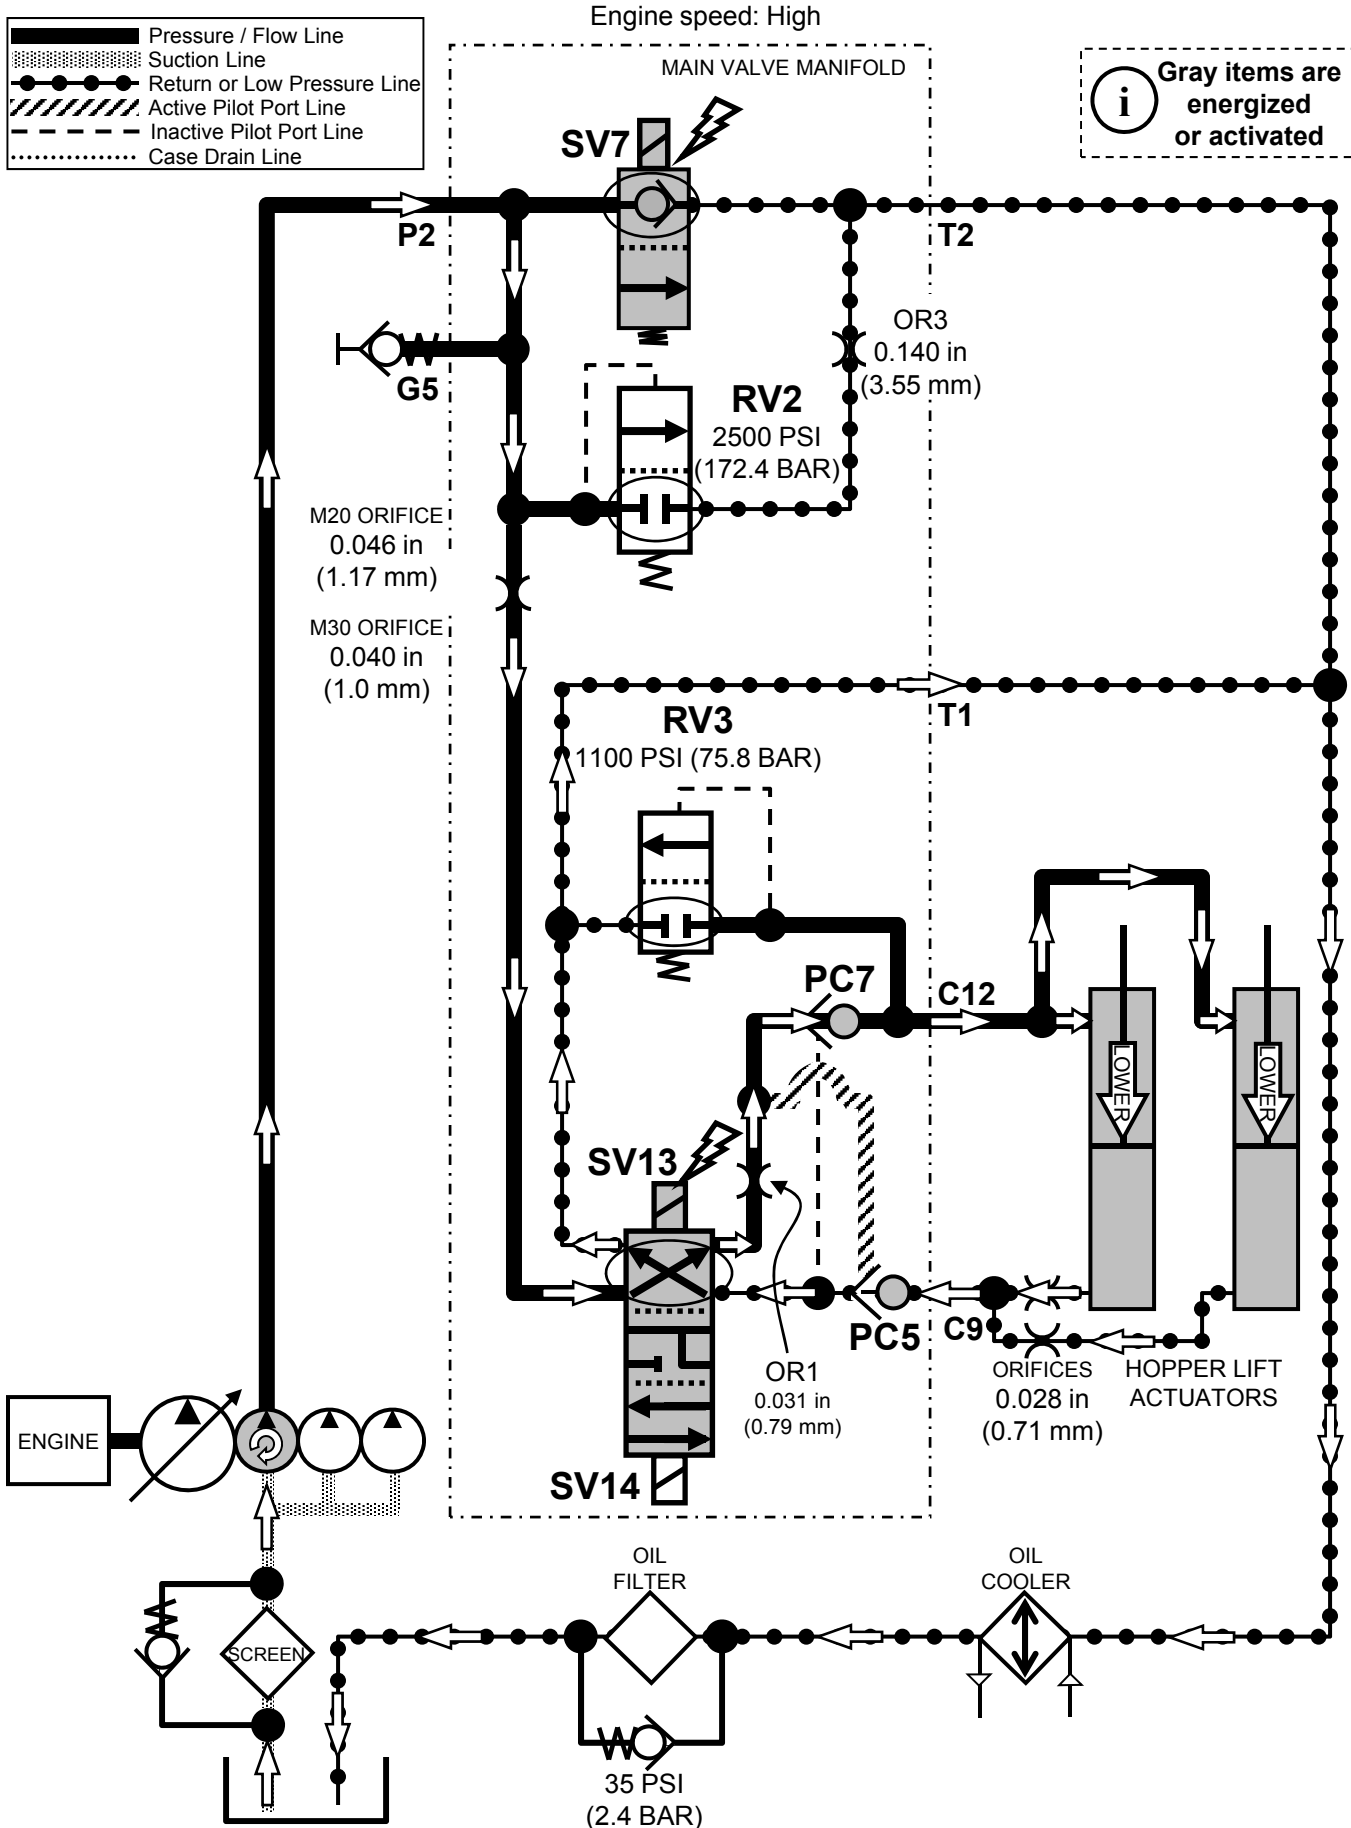 Engine speed: High
Pressure / Flow Line
Suction Line
Return or Low Pressure Line
Active Pilot Port Line
Inactive Pilot Port Line
Case Drain Line
MAIN VALVE MANIFOLD
i
Gray items are
energized
or activated
SV7
P2
T2
OR3
0.140 in
(3.55 mm)
G5
RV2
2500 PSI
(172.4 BAR)
M20 ORIFICE
0.046 in
(1.17 mm)
M30 ORIFICE
0.040 in
(1.0 mm)
T1
RV3
1100 PSI (75.8 BAR)
PC7
C12
LOWER
LOWER
SV13
PC5
C9
OR1
0.031 in
(0.79 mm)
ORIFICES
0.028 in
(0.71 mm)
HOPPER LIFT
ACTUATORS
ENGINE
SV14
OIL
FILTER
OIL
COOLER
SCREEN
35 PSI
(2.4 BAR)